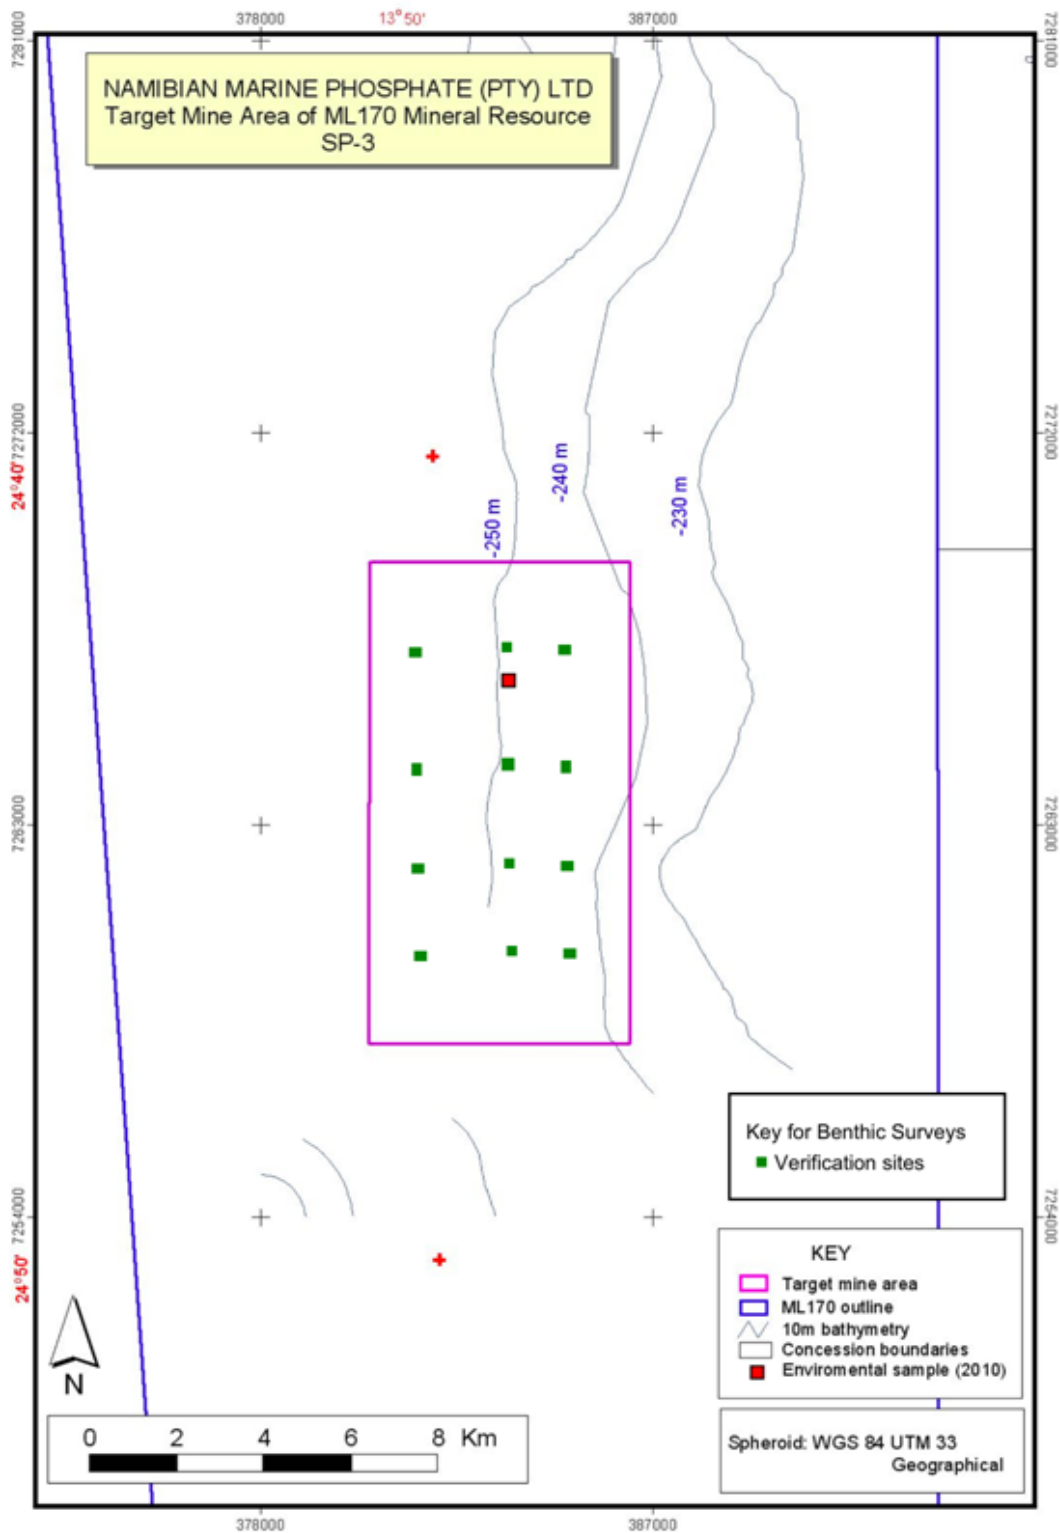 378000
13°50'
387000
7281000
7281000
NAMIBIAN MARINE PHOSPHATE (PTY) LTD
Target Mine Area of ML170 Mineral Resource
SP-3
7272000
7272000
24°40'
-250 m
-240 m
-230 m
7263000
7263000
Key for Benthic Surveys
Verification sites
7254000
7254000
24°50'
KEY
Target mine area
ML170 outline
10m bathymetry
Concession boundaries
Enviromental sample (2010)
N
0 2 4 6 8 Km
Spheroid: WGS 84 UTM 33
Geographical
378000
387000